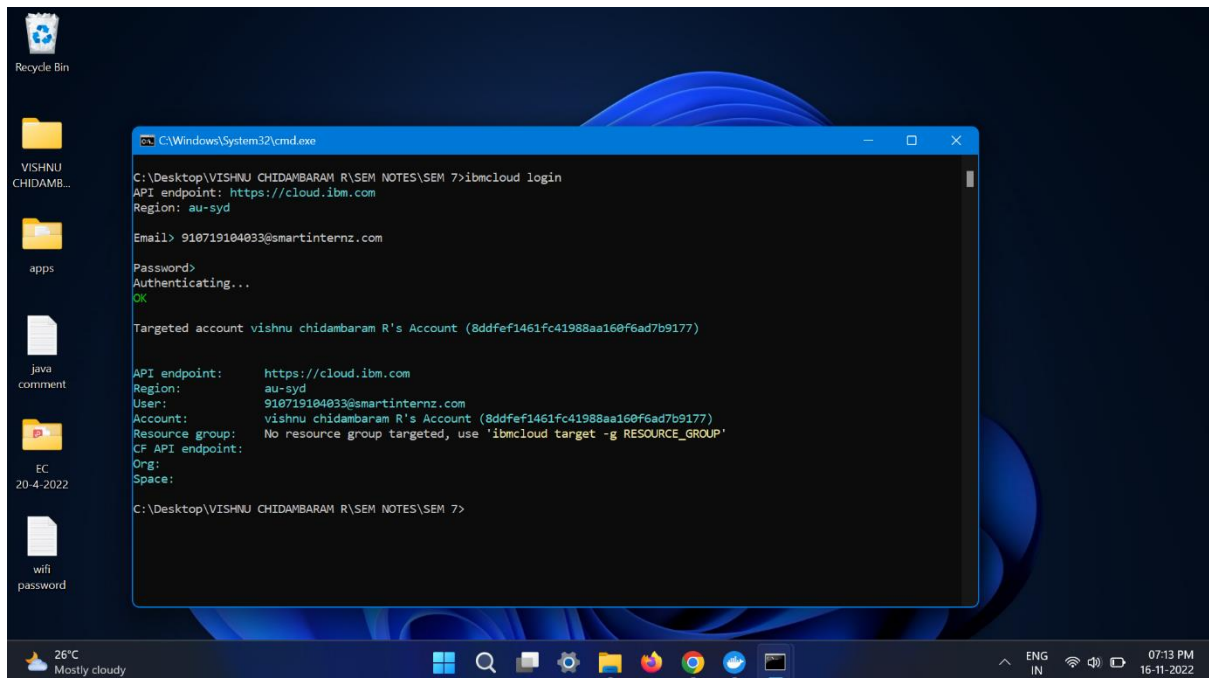 Recycle Bin
VISHNU
CHIDAMB...
apps
java
comment
EC
20-4-2022
wifi
password
C:\Windows\System32\cmd.exe
C:\Desktop\VISHNU CHIDAMBARAM R\SEM NOTES\SEM 7>ibmcloud login
API endpoint: https://cloud.ibm.com
Region: au-syd
Email> 910719104033@smartinternz.com
Password>
Authenticating...
OK
Targeted account vishnu chidambaram R's Account (8ddfef1461fc41988aa160f6ad7b9177)
API endpoint: https://cloud.ibm.com
Region: au-syd
User: 910719104033@smartinternz.com
Account: vishnu chidambaram R's Account (8ddfef1461fc41988aa160f6ad7b9177)
Resource group: No resource group targeted, use 'ibmcloud target -g RESOURCE_GROUP'
CF API endpoint:
Org:
Space:
C:\Desktop\VISHNU CHIDAMBARAM R\SEM NOTES\SEM 7>
26°C
Mostly cloudy
ENG
IN
07:13 PM
16-11-2022